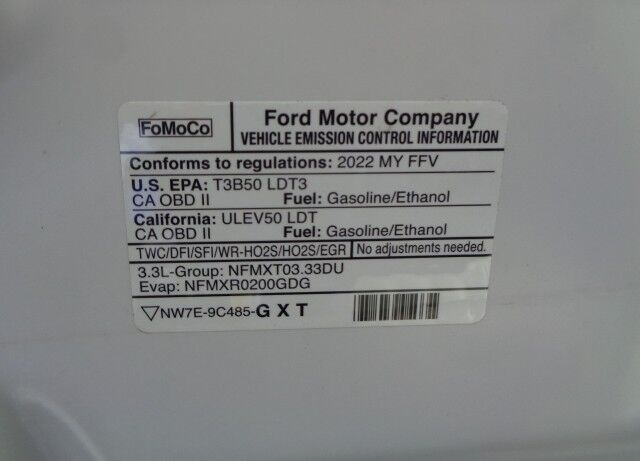 FoMoCo
Ford Motor Company
VEHICLE EMISSION CONTROL INFORMATION
Conforms to regulations: 2022 MY FFV
U.S. EPA: T3B50 LDT3
CA OBD II Fuel: Gasoline/Ethanol
California: ULEV50 LDT
CA OBD II Fuel: Gasoline/Ethanol
TWC/DFI/SFI/WR-HO2S/HO2S/EGR No adjustments needed.
3.3L-Group: NFMXT03.33DU
Evap: NFMXR0200GDG
NW7E-9C485-G X T